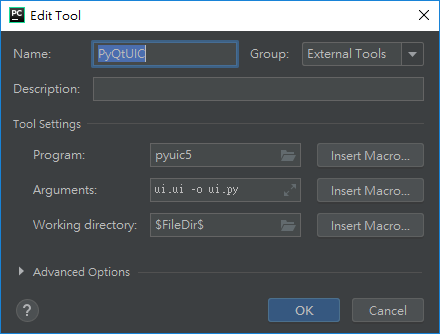 PC Edit Tool
Name: PyQtUIC Group: External Tools
Description:
Tool Settings
Program: pyuic5 Insert Macro...
Arguments: ui.ui -o ui.py Insert Macro...
Working directory: $FileDir$ Insert Macro...
Advanced Options
? OK Cancel